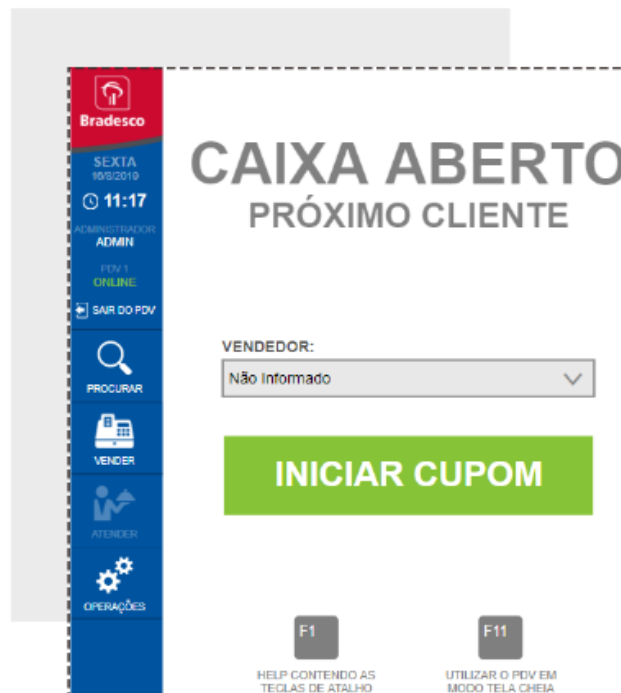 Bradesco
SEXTA
16/8/2019
11:17
ADMINISTRADOR
ADMIN
PDV 1
ONLINE
SAIR DO PDV
PROCURAR
VENDER
ATENDER
OPERAÇÕES
CAIXA ABERTO
PRÓXIMO CLIENTE
VENDEDOR:
Não Informado
INICIAR CUPOM
F1
HELP CONTENDO AS
TECLAS DE ATALHO
F11
UTILIZAR O PDV EM
MODO TELA CHEIA